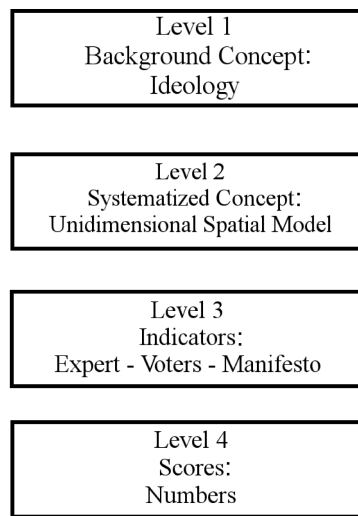 Level 1
Background Concept:
Ideology
Level 2
Systematized Concept:
Unidimensional Spatial Model
Level 3
Indicators:
Expert - Voters - Manifesto
Level 4
Scores:
Numbers